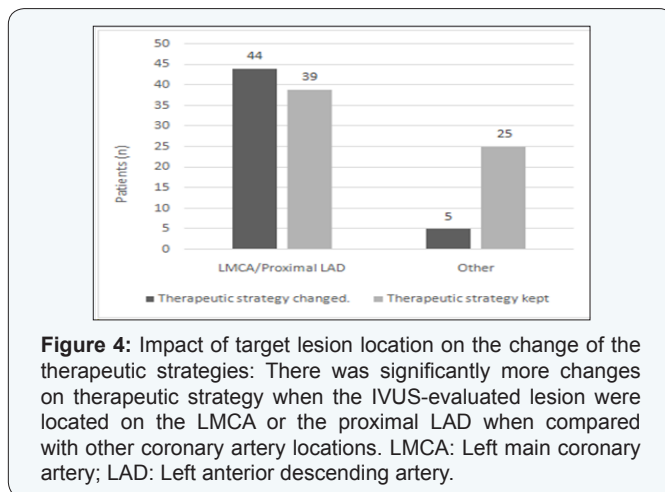 50
45
40
35
30
25
20
15
10
5
0
Patients (n)
44
39
5
25
LMCA/Proximal LAD
Other
Therapeutic strategy changed.
Therapeutic strategy kept
Figure 4: Impact of target lesion location on the change of the
therapeutic strategies: There was significantly more changes
on therapeutic strategy when the IVUS-evaluated lesion were
located on the LMCA or the proximal LAD when compared
with other coronary artery locations. LMCA: Left main coronary
artery; LAD: Left anterior descending artery.